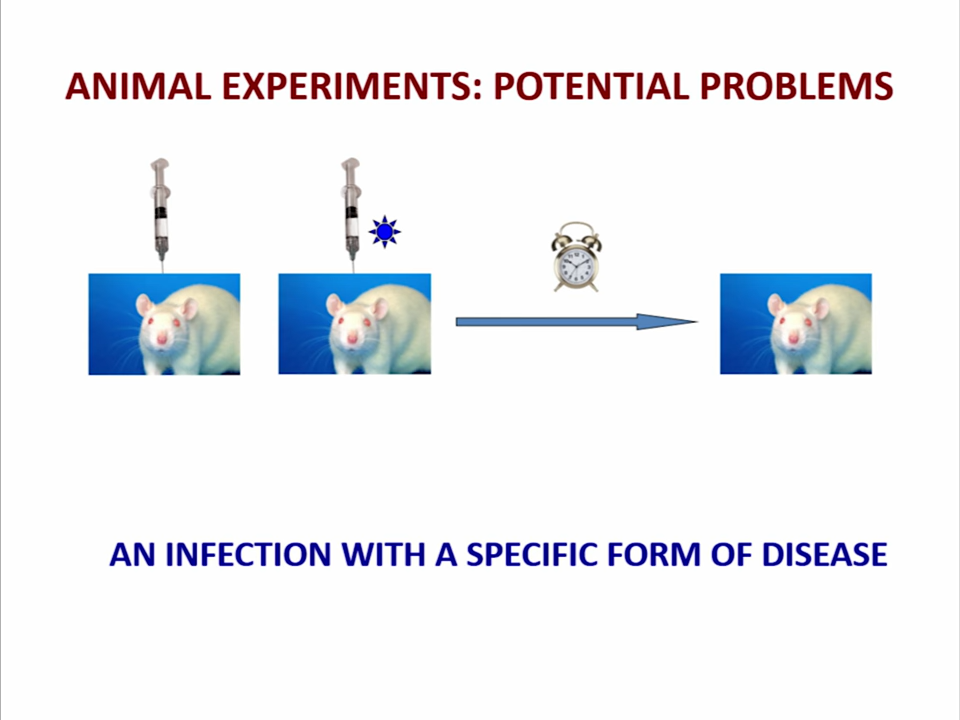 ANIMAL EXPERIMENTS: POTENTIAL PROBLEMS
AN INFECTION WITH A SPECIFIC FORM OF DISEASE